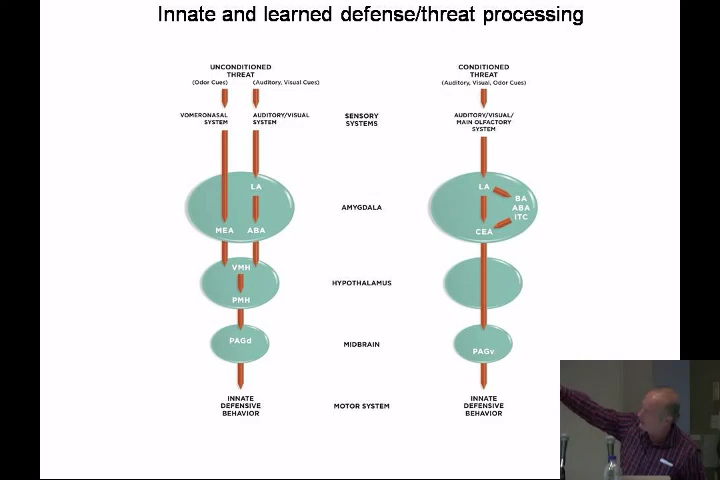 Innate and learned defense/threat processing
UNCONDITIONED
THREAT
(Odor Cues)
(Auditory, Visual Cues)
VOMERONASAL
SYSTEM
AUDITORY/VISUAL
SYSTEM
LA
MEA
ABA
VMH
PMH
PAGd
INNATE
DEFENSIVE
BEHAVIOR
SENSORY
SYSTEMS
AMYGDALA
HYPOTHALAMUS
MIDBRAIN
MOTOR SYSTEM
CONDITIONED
THREAT
(Auditory, Visual, Odor Cues)
AUDITORY/VISUAL/
MAIN OLFACTORY
SYSTEM
LA
BA
ABA
ITC
CEA
PAGv
INNATE
DEFENSIVE
BEHAVIOR